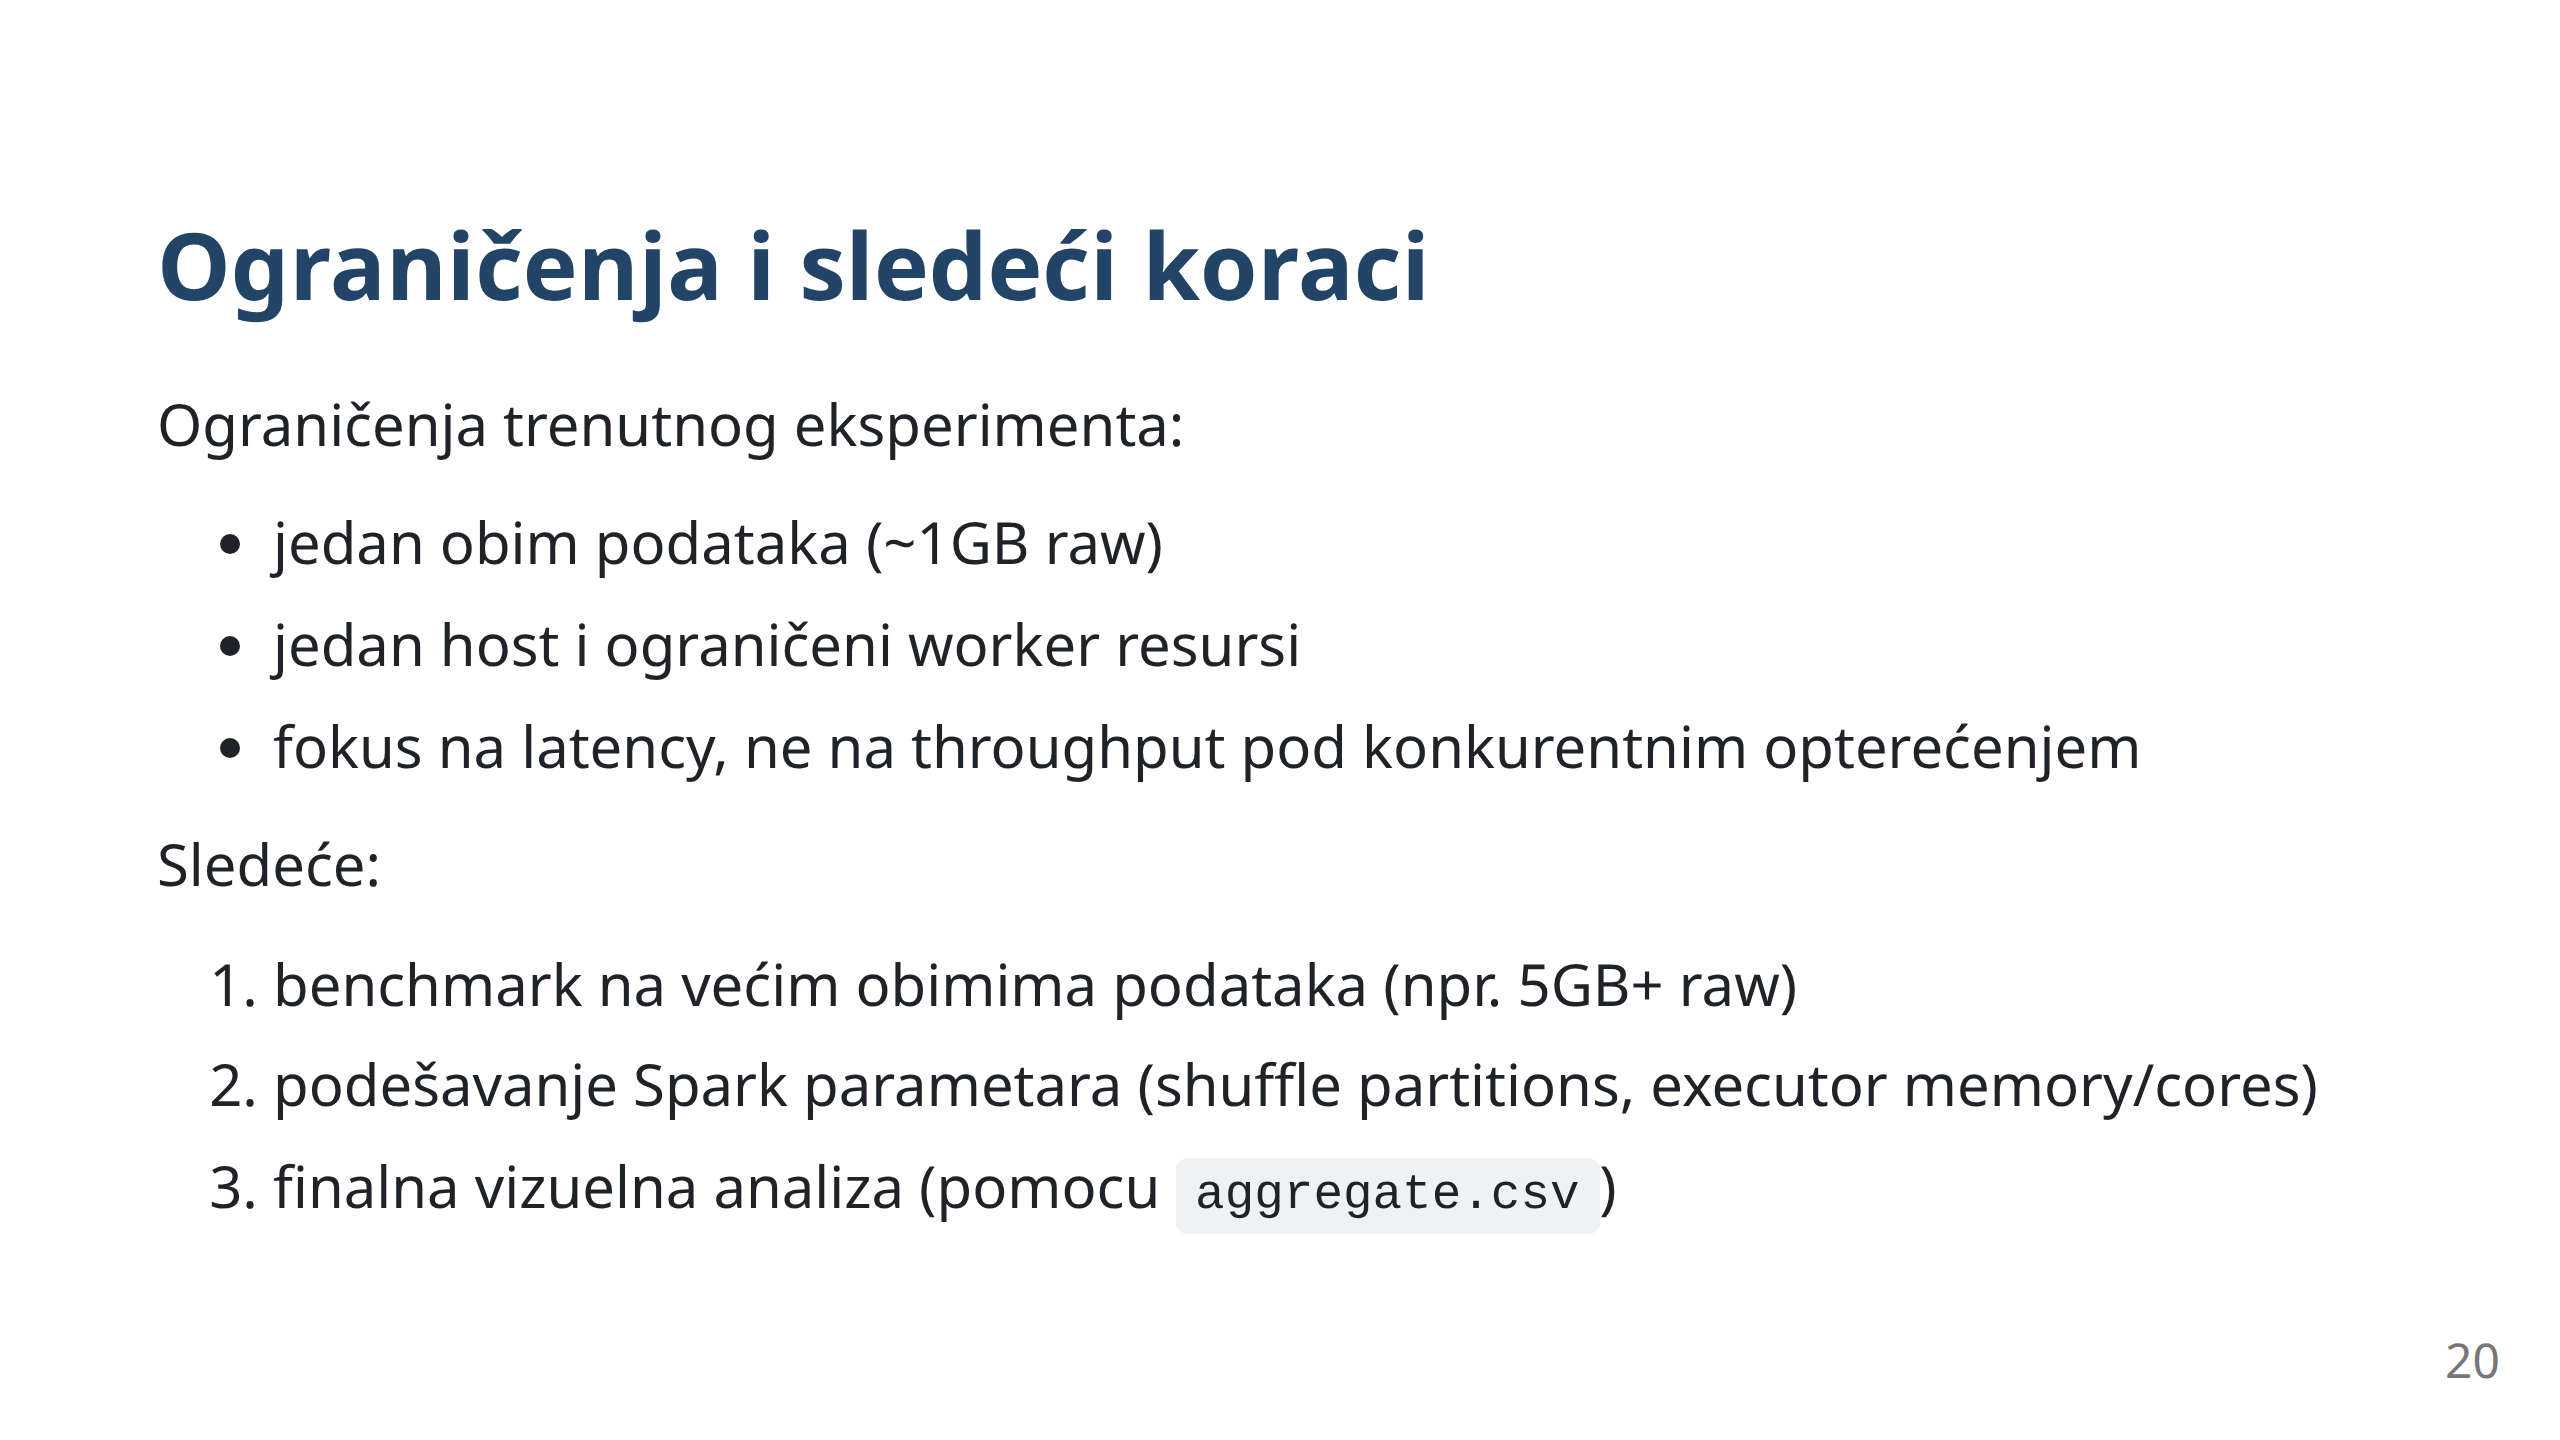 Ograničenja i sledeći koraci
Ograničenja trenutnog eksperimenta:
• jedan obim podataka (~1GB raw)
• jedan host i ograničeni worker resursi
• fokus na latency, ne na throughput pod konkurentnim opterećenjem
Sledeće:
1. benchmark na većim obimima podataka (npr. 5GB+ raw)
2. podešavanje Spark parametara (shuffle partitions, executor memory/cores)
3. finalna vizuelna analiza (pomocu aggregate.csv)
20